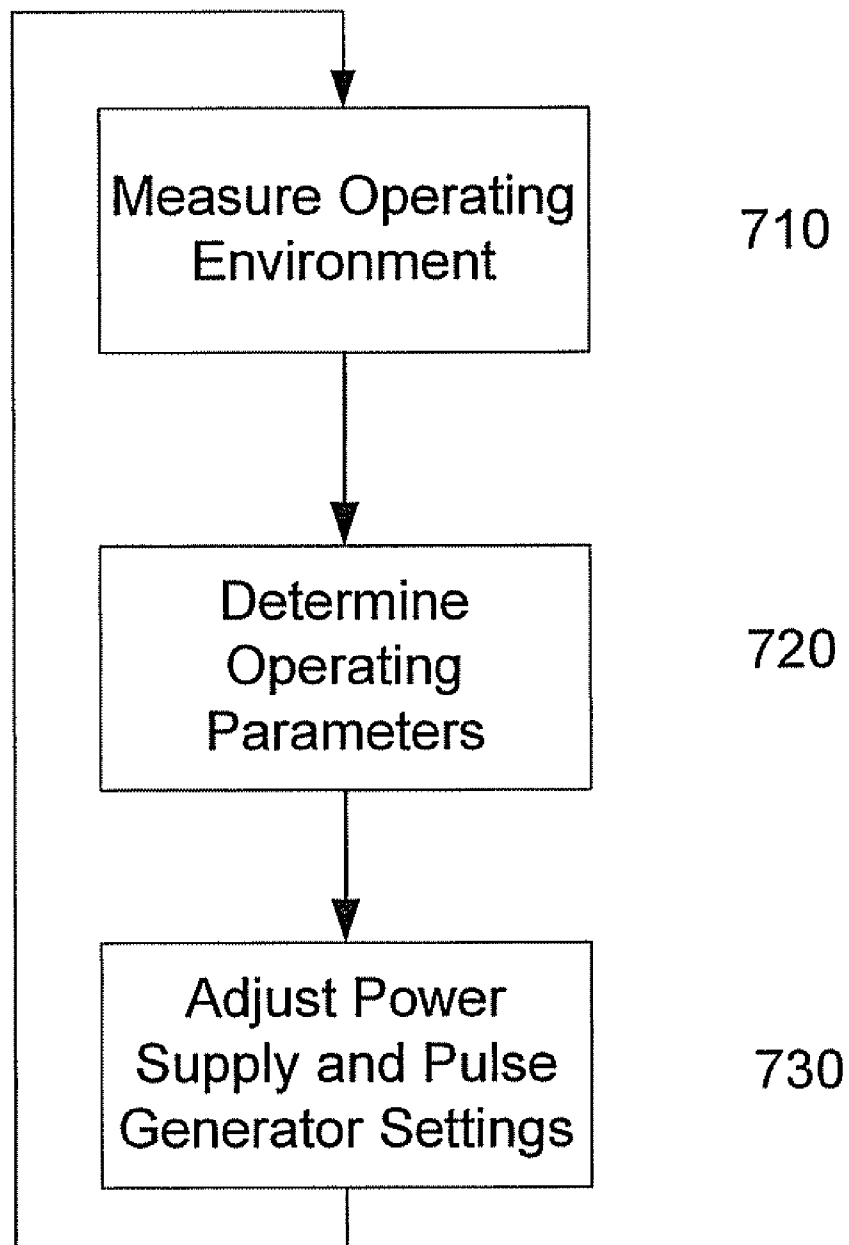 Measure Operating
Environment
710
Determine
Operating
Parameters
720
Adjust Power
Supply and Pulse
Generator Settings
730